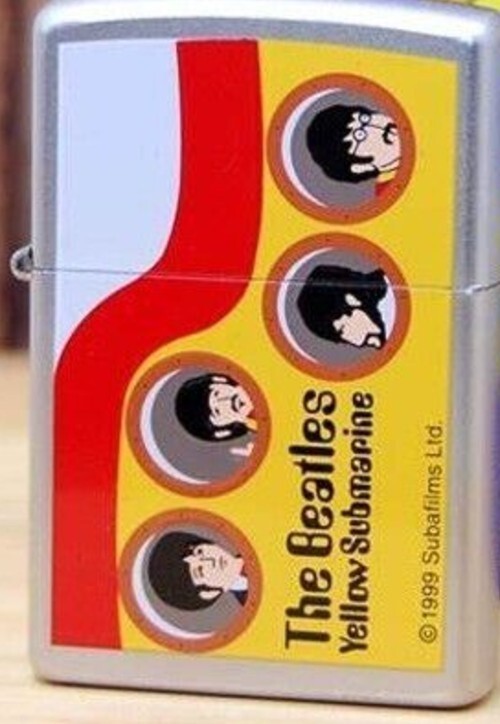 The Beatles
Yellow Submarine
© 1999 Subafilms Ltd.